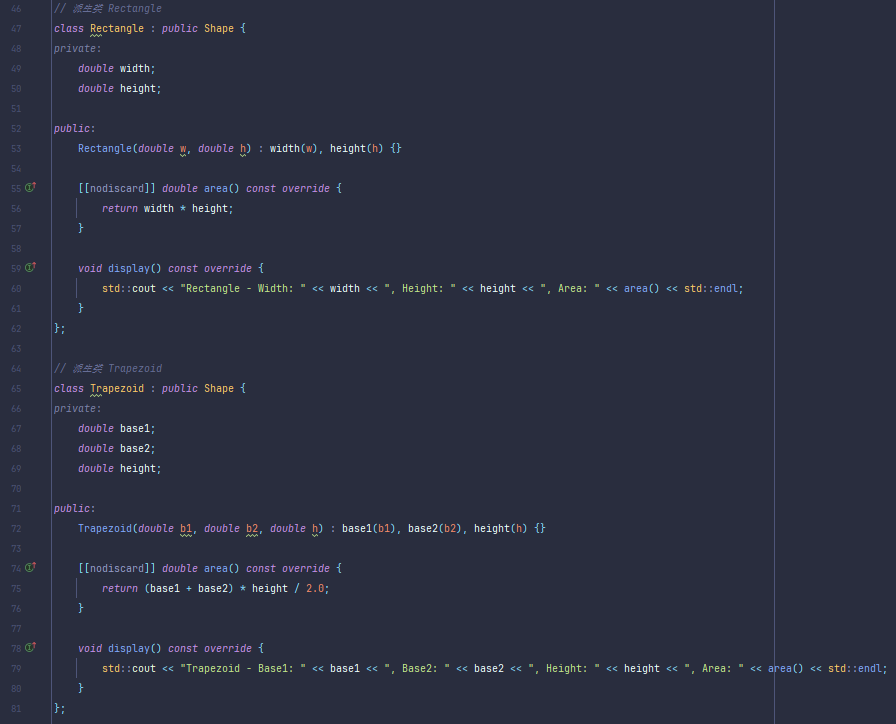 46 // 派生类 Rectangle
47 class Rectangle : public Shape {
48 private:
49     double width;
50     double height;
51
52 public:
53     Rectangle(double w, double h) : width(w), height(h) {}
54
55     [[nodiscard]] double area() const override {
56         return width * height;
57     }
58
59     void display() const override {
60         std::cout << "Rectangle - Width: " << width << ", Height: " << height << ", Area: " << area() << std::endl;
61     }
62 };
63
64 // 派生类 Trapezoid
65 class Trapezoid : public Shape {
66 private:
67     double base1;
68     double base2;
69     double height;
70
71 public:
72     Trapezoid(double b1, double b2, double h) : base1(b1), base2(b2), height(h) {}
73
74     [[nodiscard]] double area() const override {
75         return (base1 + base2) * height / 2.0;
76     }
77
78     void display() const override {
79         std::cout << "Trapezoid - Base1: " << base1 << ", Base2: " << base2 << ", Height: " << height << ", Area: " << area() << std::endl;
80     }
81 };